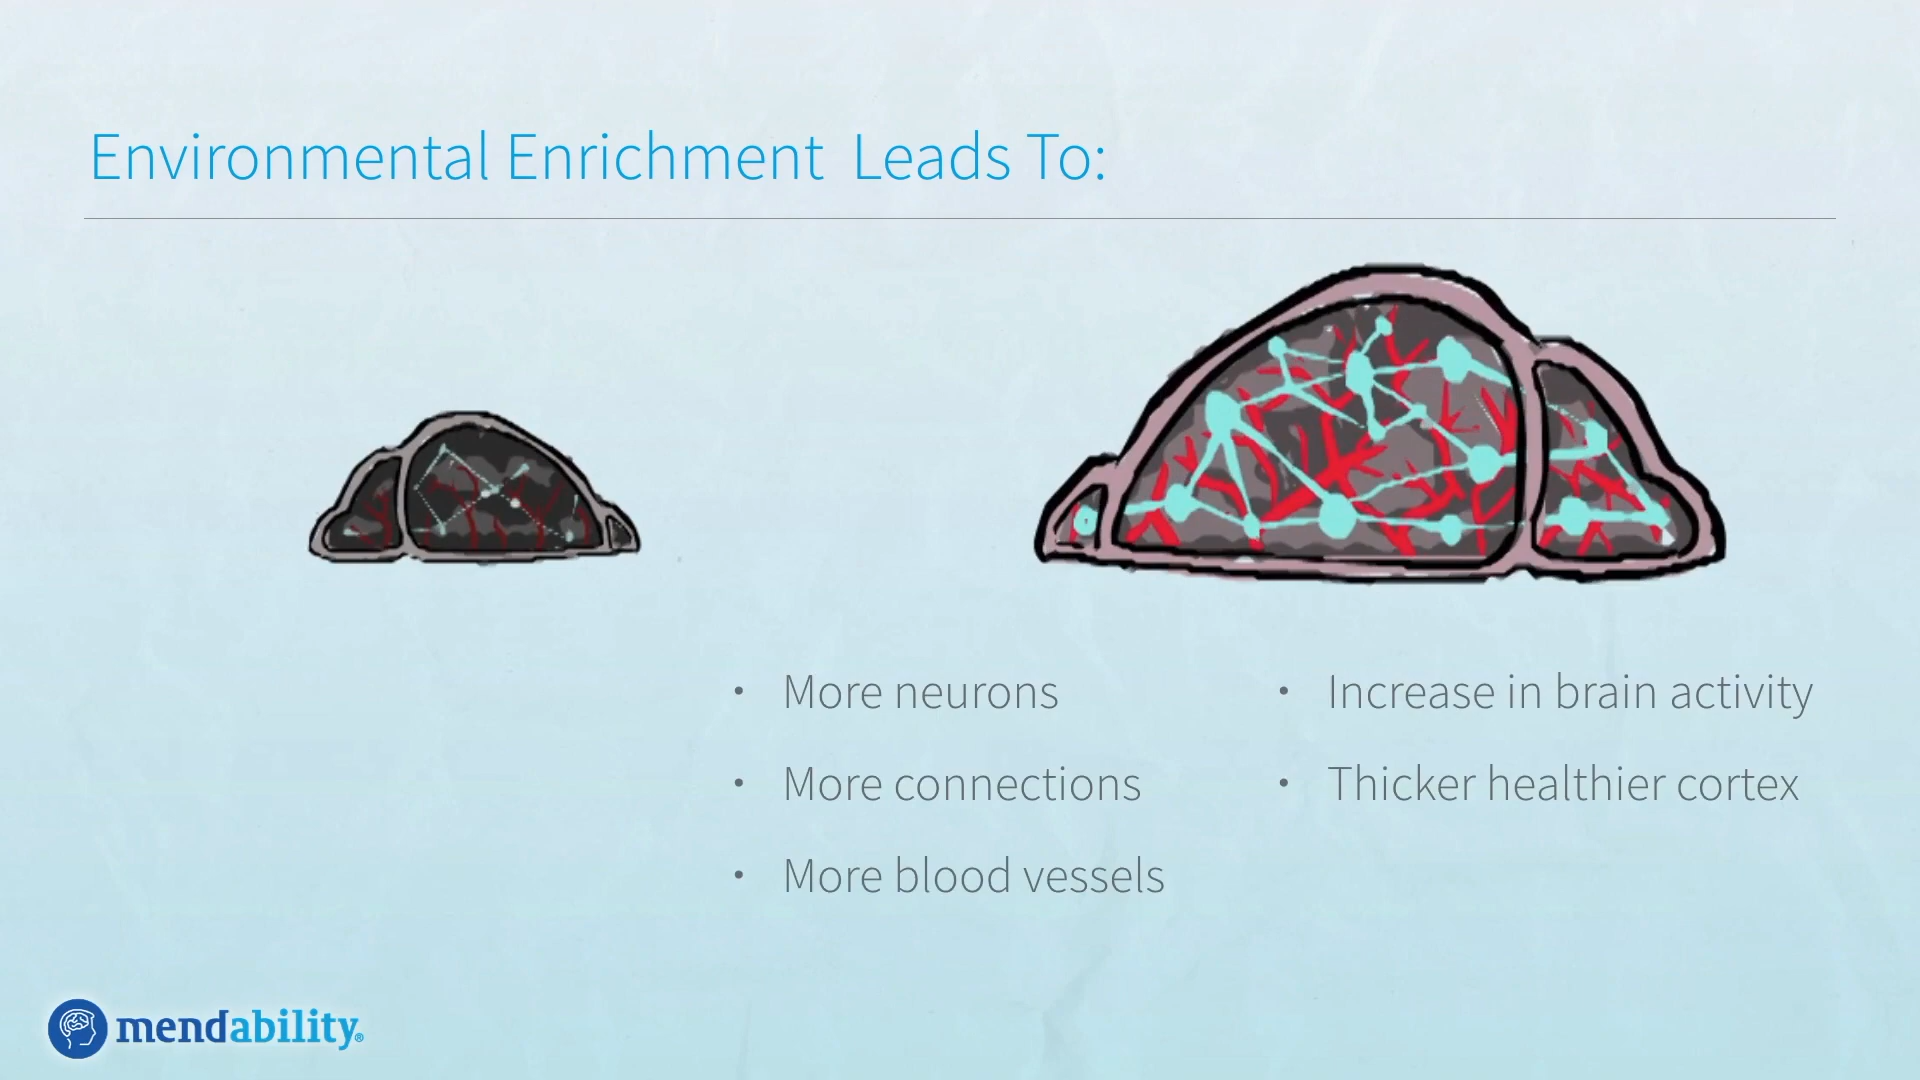 Environmental Enrichment Leads To:
• More neurons
• More connections
• More blood vessels
• Increase in brain activity
• Thicker healthier cortex
mendability®